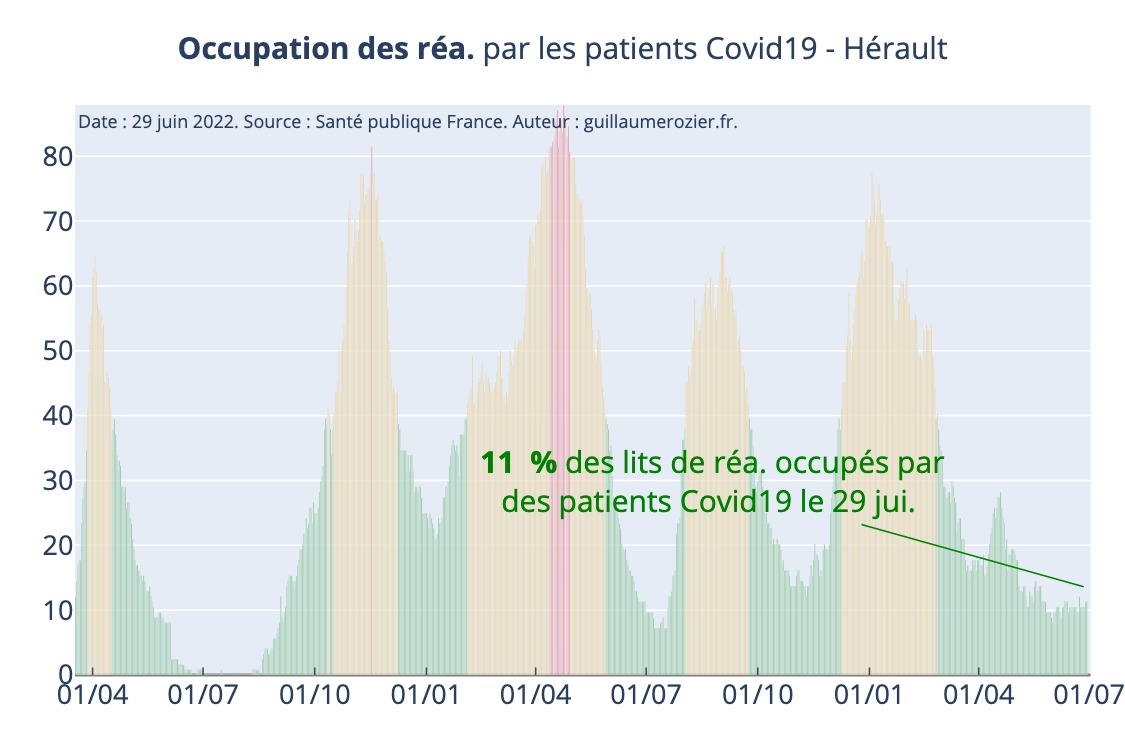 Occupation des réa. par les patients Covid19 - Hérault
Date : 29 juin 2022. Source : Santé publique France. Auteur : guillaumerozier.fr.
80
70
60
50
40
30
20
10
0
11 % des lits de réa. occupés par
des patients Covid19 le 29 jui.
01/04 01/07 01/10 01/01 01/04 01/07 01/10 01/01 01/04 01/07